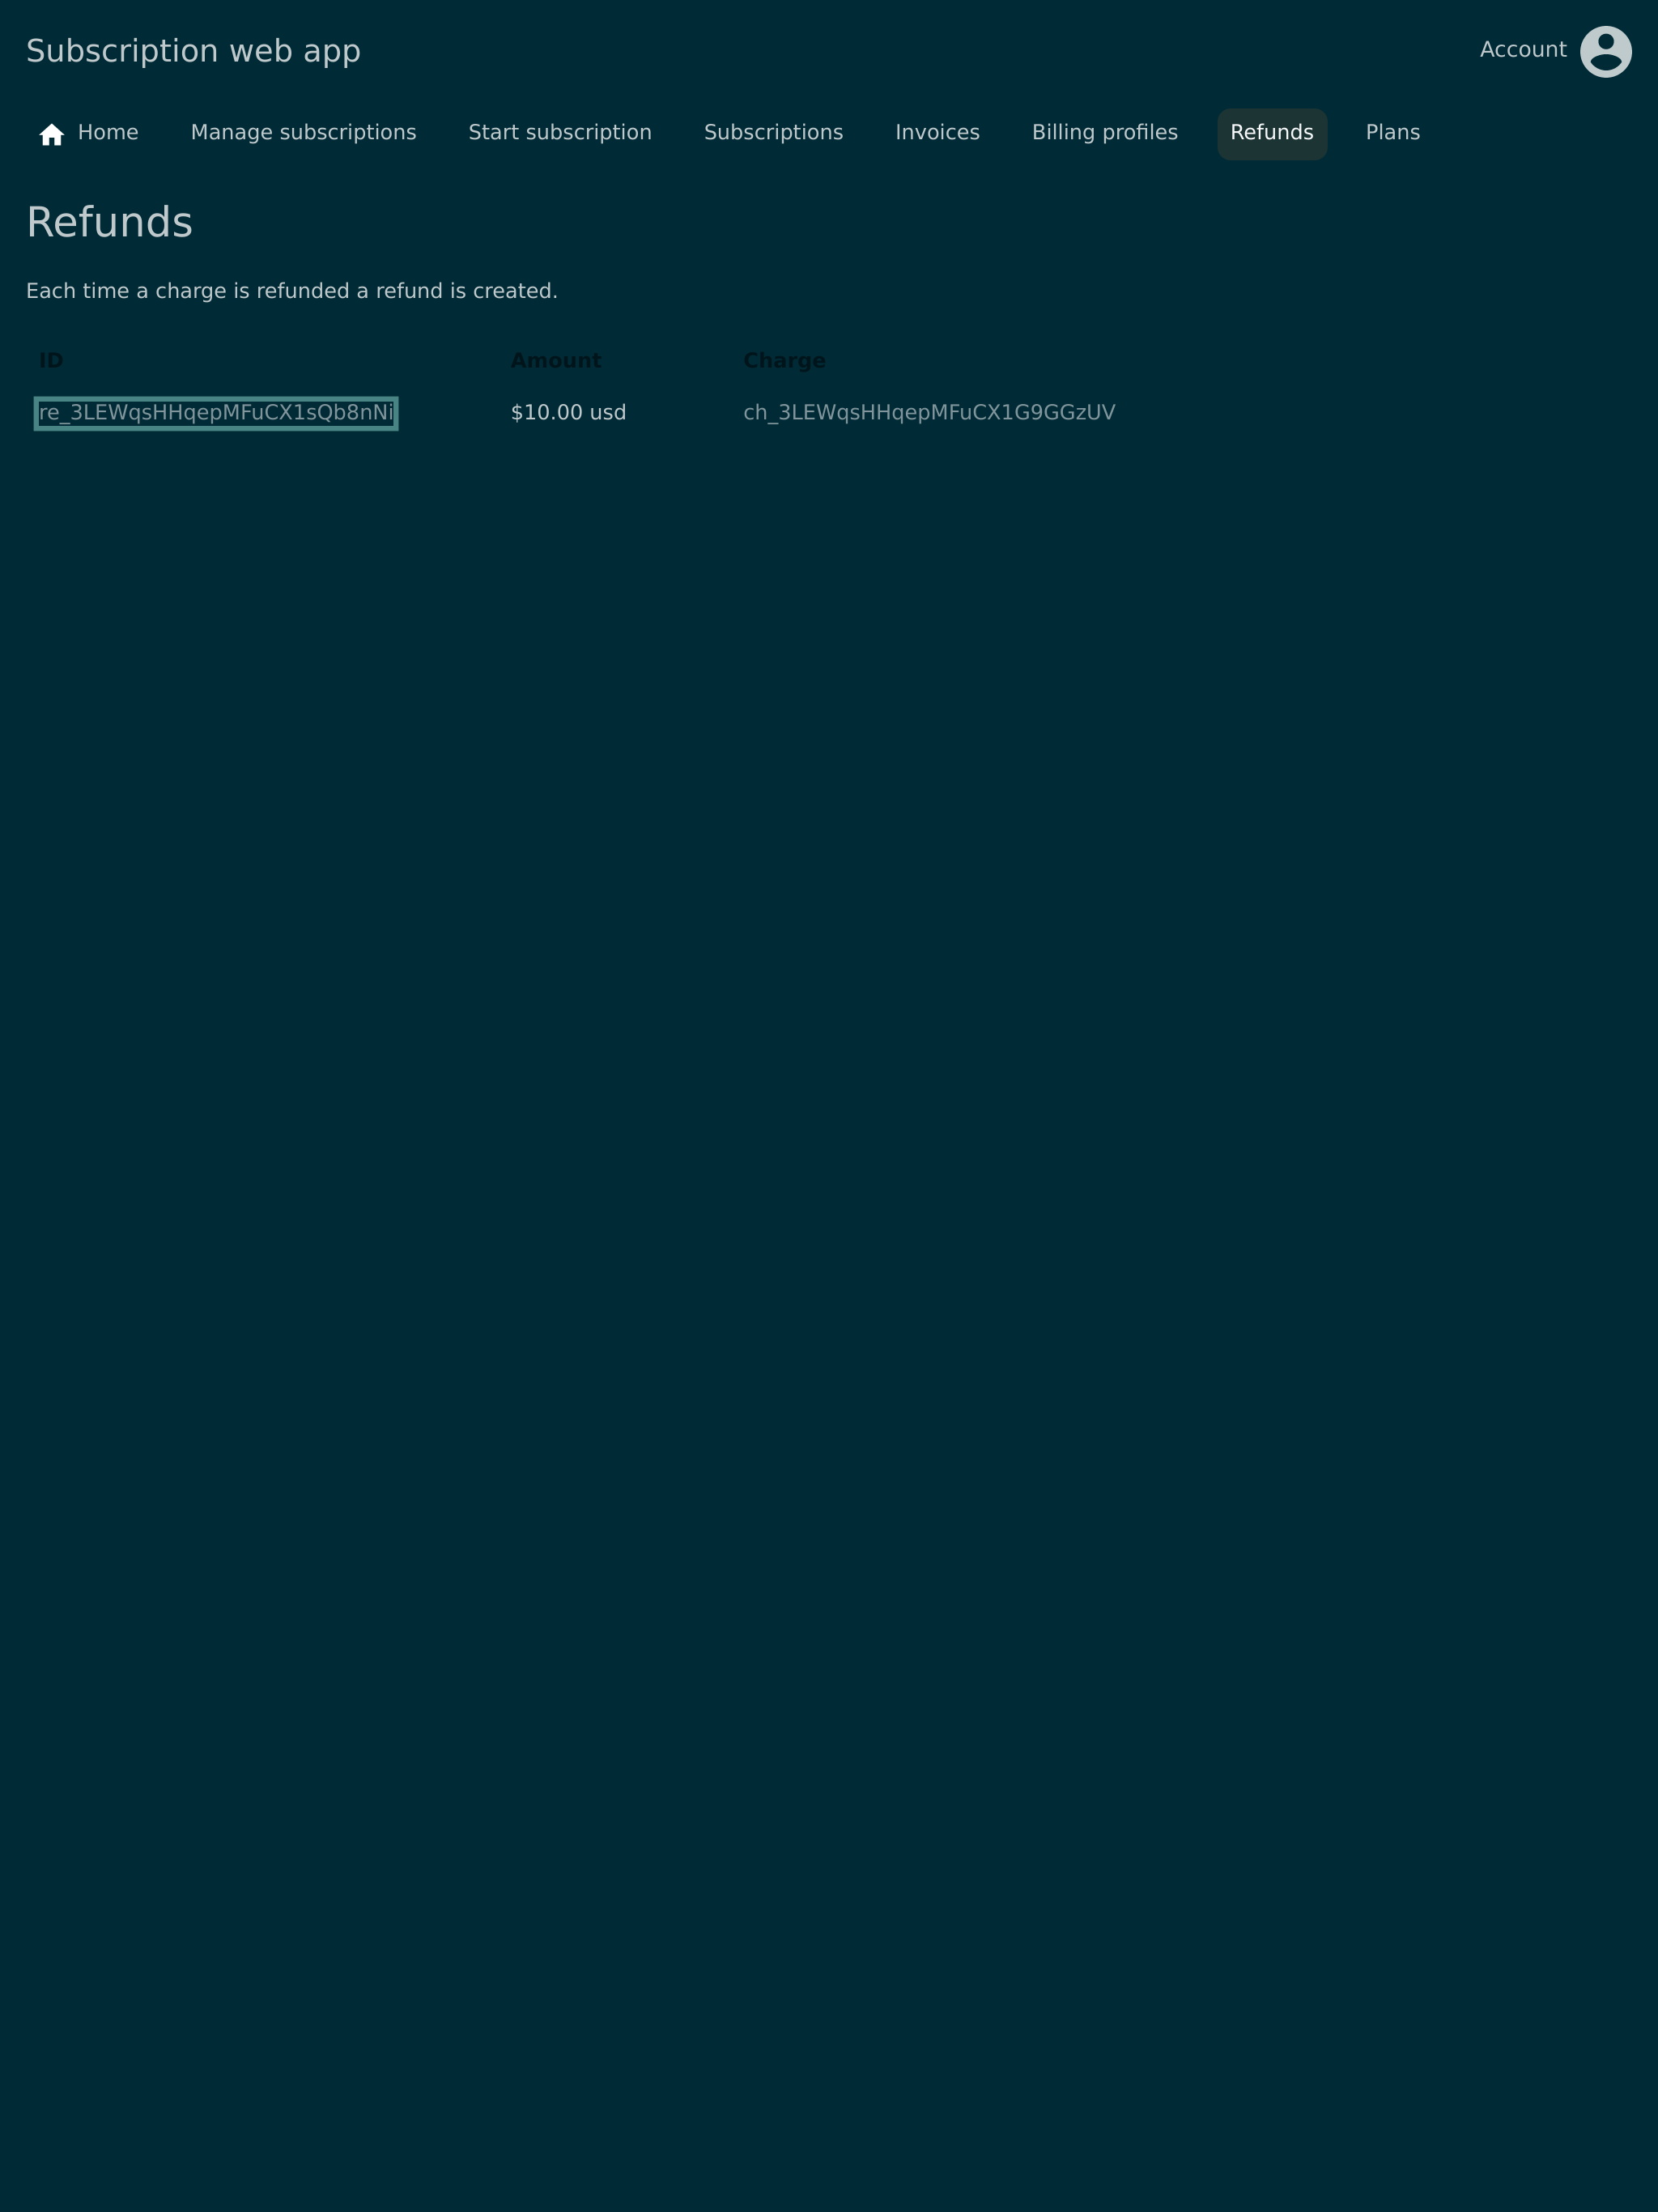 Subscription web app
Account
Home Manage subscriptions Start subscription Subscriptions Invoices Billing profiles Refunds Plans
Refunds
Each time a charge is refunded a refund is created.
ID Amount Charge
re_3LEWqsHHqepMFuCX1sQb8nNi $10.00 usd ch_3LEWqsHHqepMFuCX1G9GGzUV